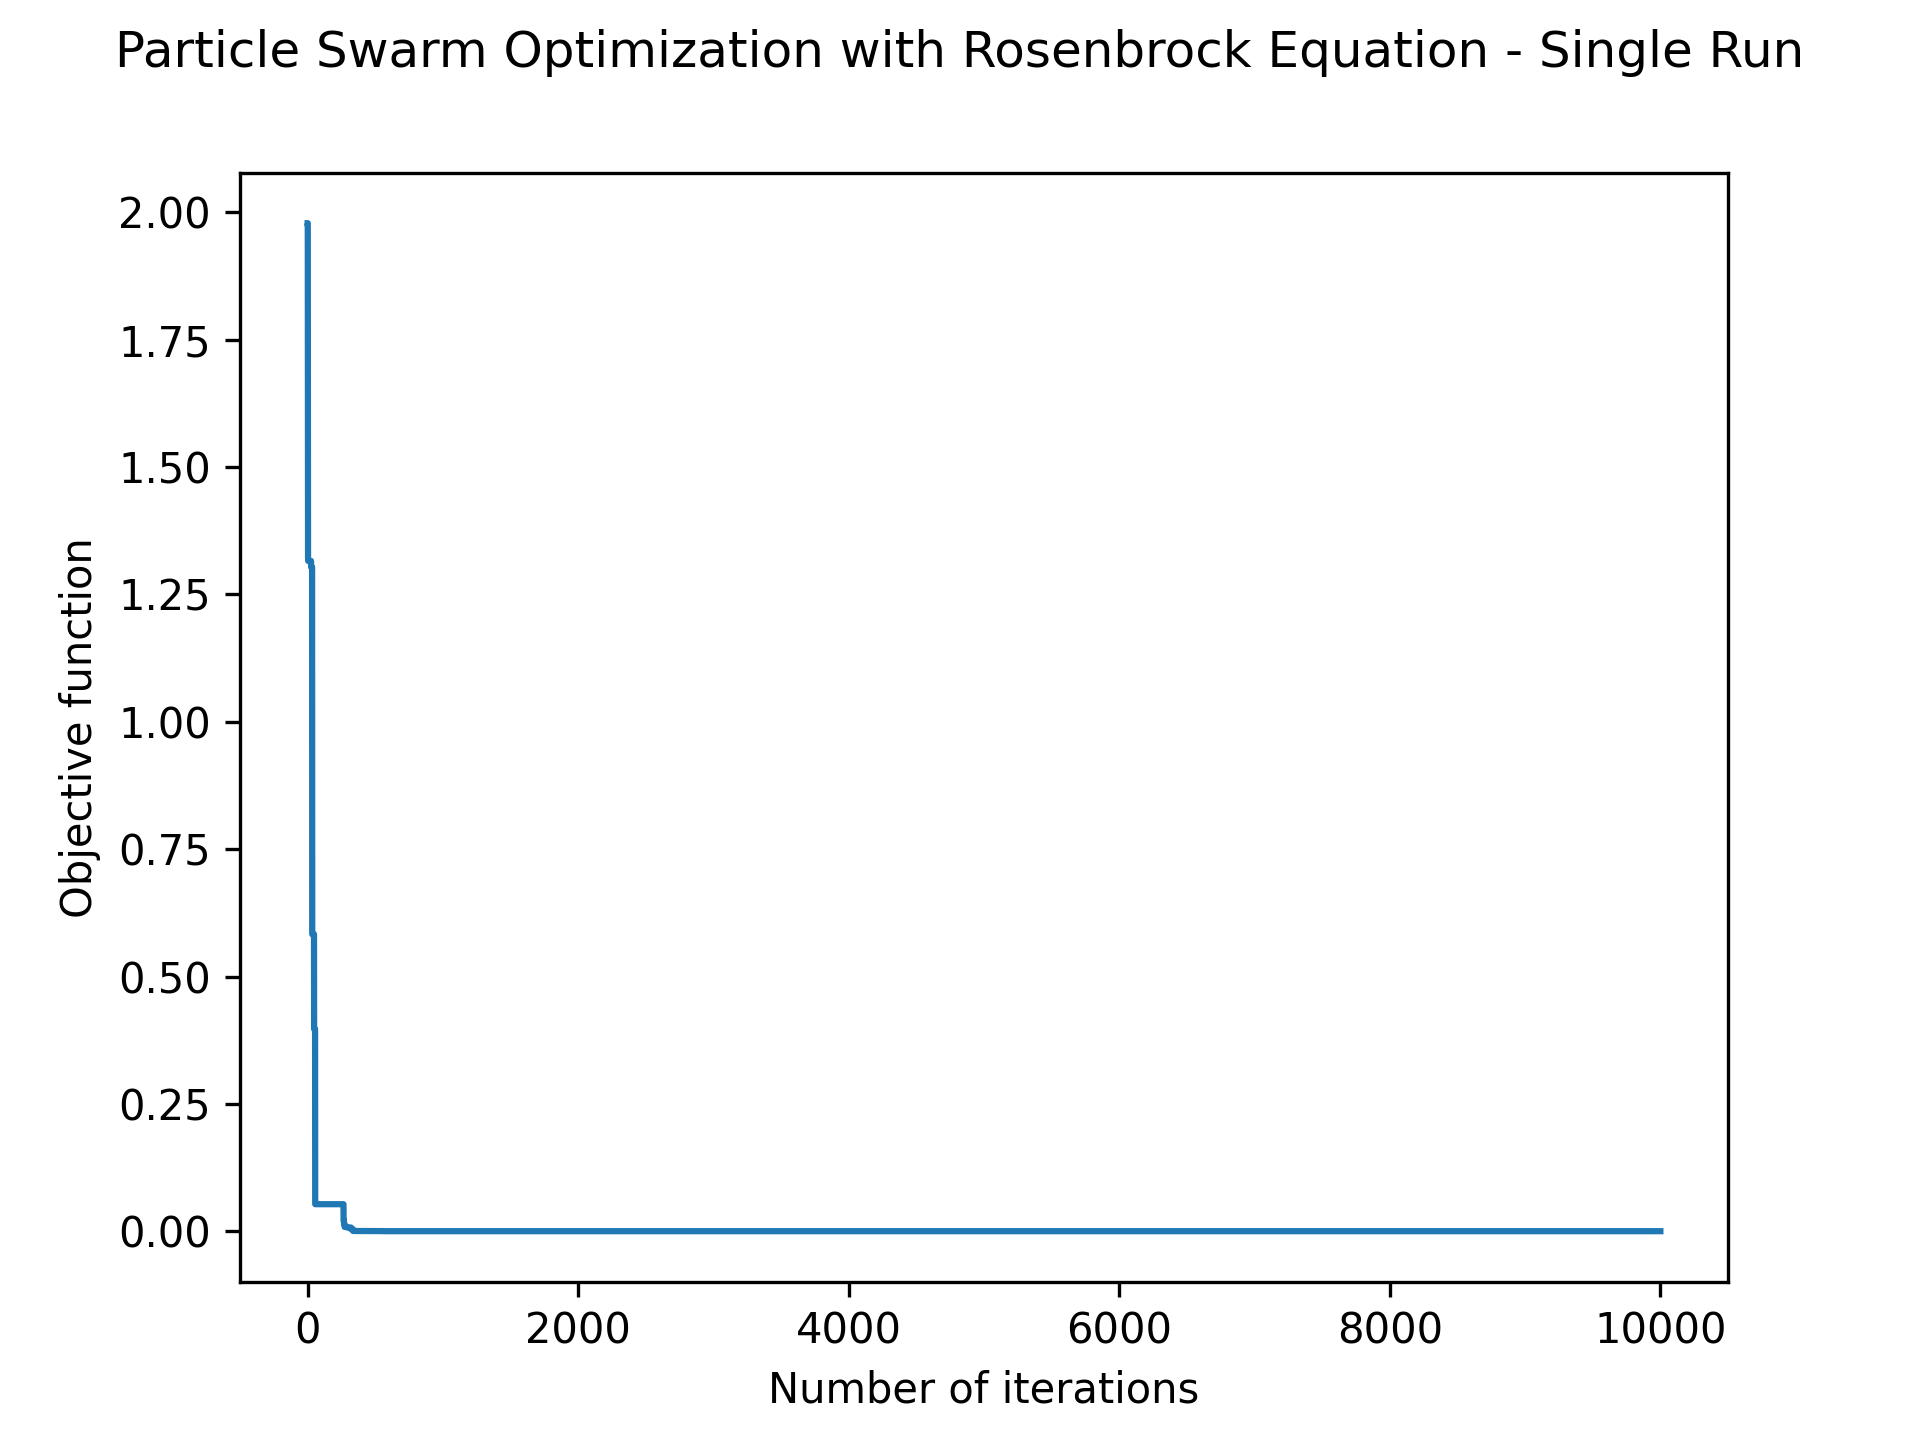 Particle Swarm Optimization with Rosenbrock Equation - Single Run
2.00
1.75
1.50
1.25
1.00
0.75
0.50
0.25
0.00
Objective function
0 2000 4000 6000 8000 10000
Number of iterations